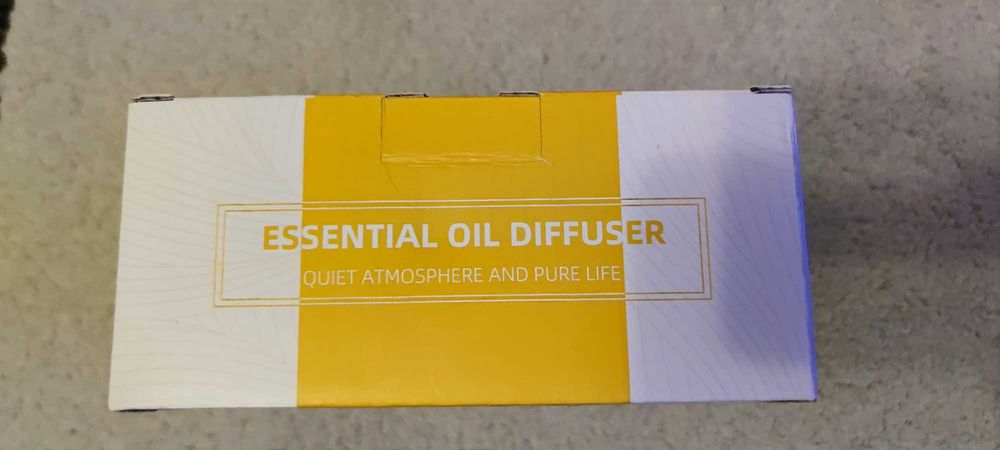 ESSENTIAL OIL DIFFUSER
QUIET ATMOSPHERE AND PURE LIFE